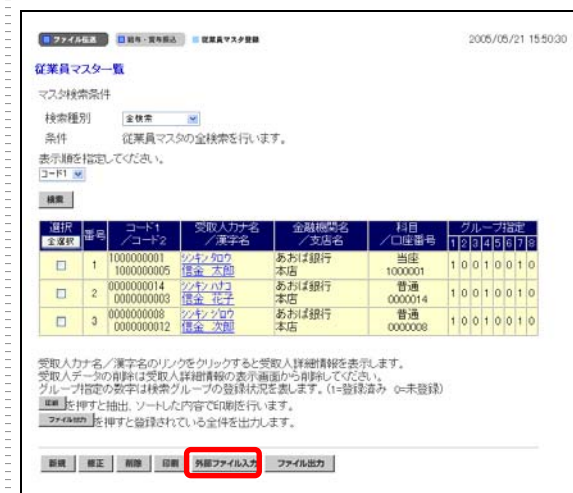 ファイル伝送 給与・賞与振込 従業員マスタ登録 2005/05/21 15:50:30
従業員マスタ一覧
マスタ検索条件
検索種別 全検索
条件 従業員マスタの全検索を行います。
表示順を指定してください。
コード1
検索
選択 全選択 番号 コード1／コード2 受取人カナ名／漢字名 金融機関名／支店名 科目／口座番号 グループ指定 1 2 3 4 5 6 7 8
1 1000000001 シンキン タロウ あおば銀行 当座 1 0 0 1 0 0 1 0
1000000005 信金 太郎 本店 1000001
2 0000000014 シンキン ハナコ あおば銀行 普通 1 0 0 1 0 0 1 0
0000000003 信金 花子 本店 0000014
3 0000000008 シンキン ジロウ あおば銀行 普通 1 0 0 1 0 0 1 0
0000000012 信金 次郎 本店 0000008
受取人カナ名／漢字名のリンクをクリックすると受取人詳細情報を表示します。
受取人データの削除は受取人詳細情報の表示画面から削除してください。
グループ指定の数字は検索グループの登録状況を表します。(1=登録済み 0=未登録)
印刷 を押すと抽出、ソートした内容で印刷を行います。
ファイル出力 を押すと登録されている全件を出力します。
新規 修正 削除 印刷 外部ファイル入力 ファイル出力